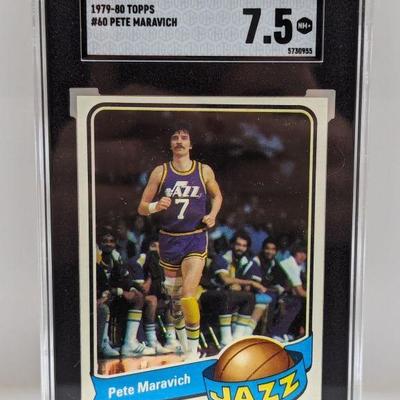 1979-80 TOPPS
#60 PETE MARAVICH
7.5
NM+
5730955
JAZZ
7
Pete Maravich
JAZZ